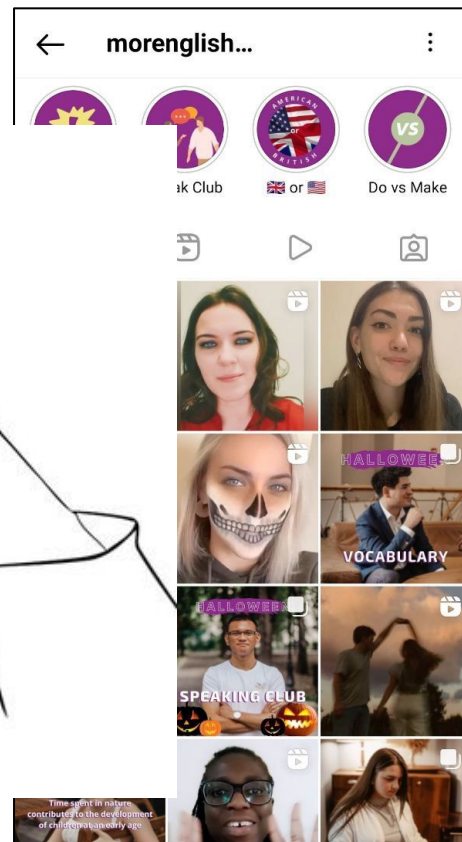 morenglish...
AMERICAN
or
BRITISH
VS
ak Club
🇬🇧 or 🇺🇸
Do vs Make
HALLOWEE
VOCABULARY
HALLOWEEN
SPEAKING CLUB
Time spent in nature
contributes to the development
of children at an early age